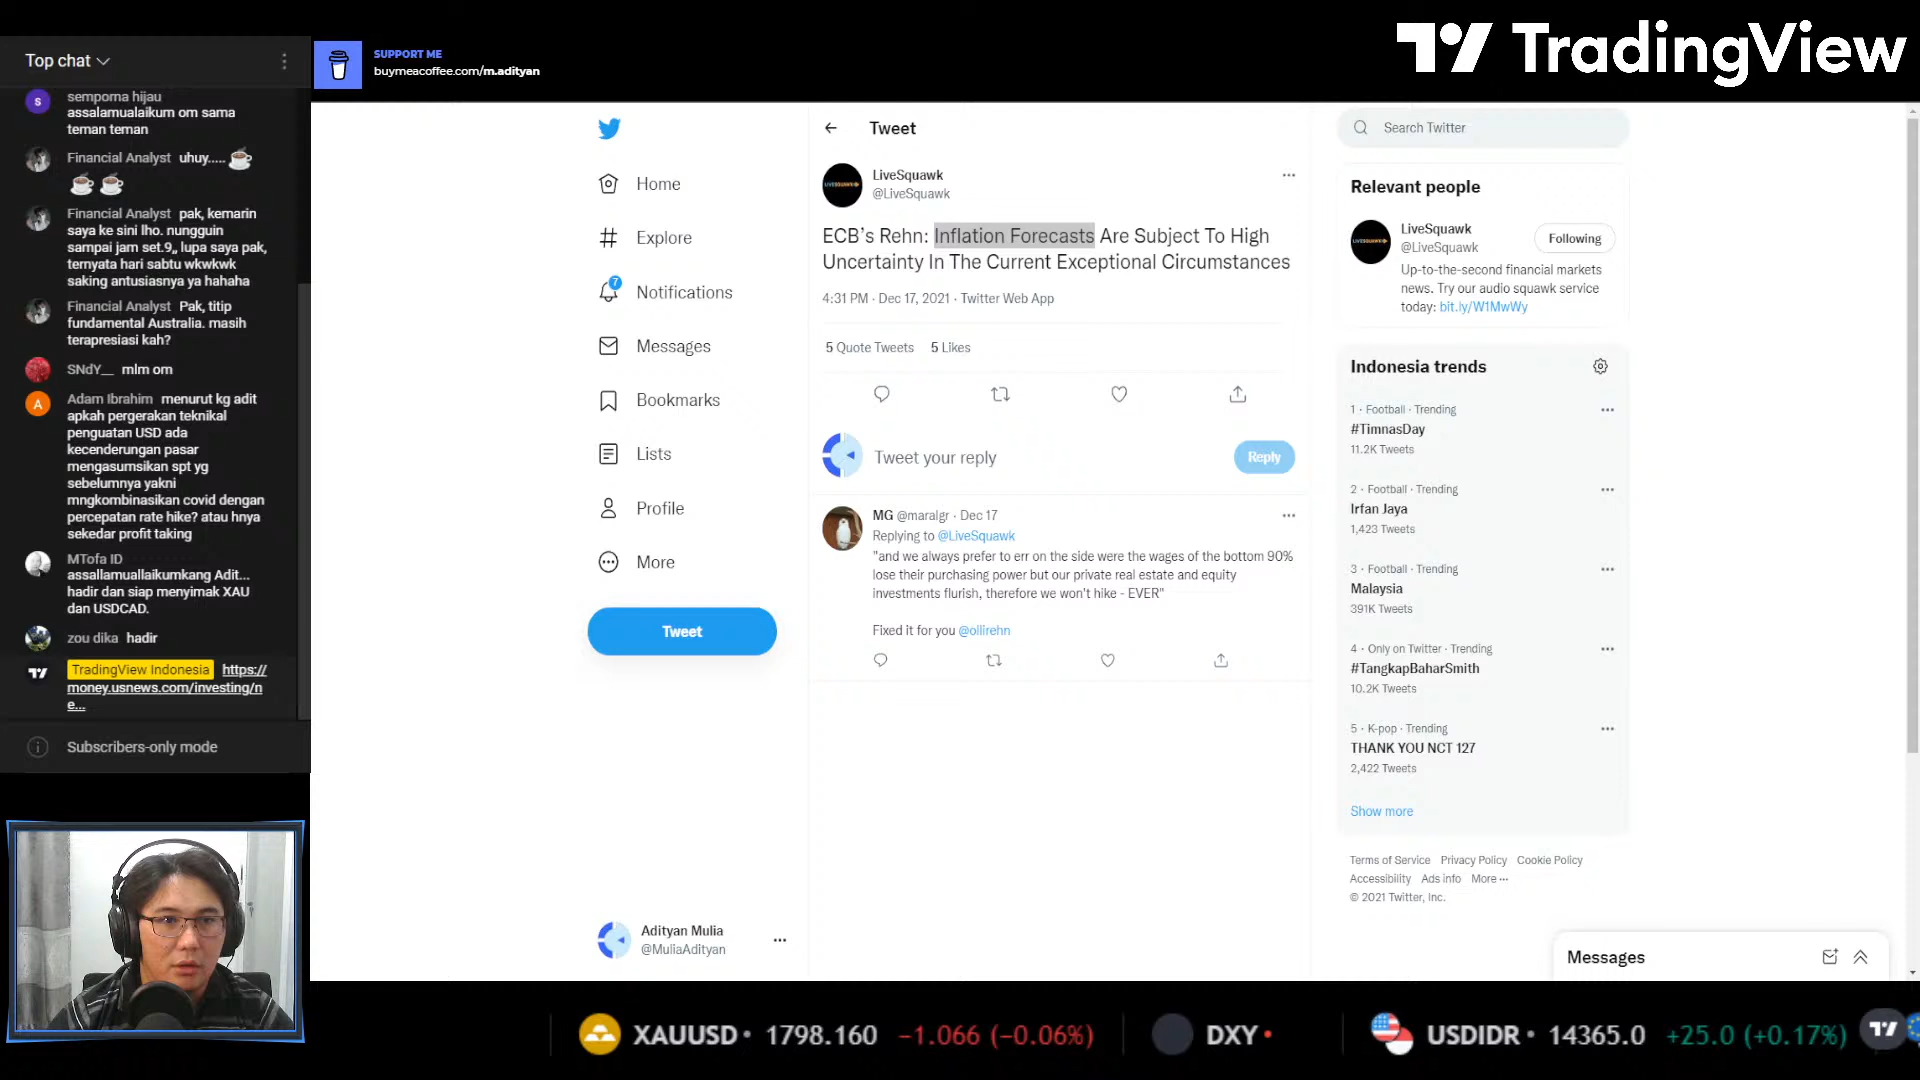 Top chat
SUPPORT ME
buymeacoffee.com/m.adityan
TradingView
semporna hijau
assalamualaikum om sama
teman teman
Financial Analyst uhuy.....
Financial Analyst pak, kemarin
saya ke sini lho. nungguin
sampai jam set.9,, lupa saya pak,
ternyata hari sabtu wkwkwk
saking antusiasnya ya hahaha
Financial Analyst Pak, titip
fundamental Australia. masih
terapresiasi kah?
SNdY__ mlm om
Adam Ibrahim menurut kg adit
apkah pergerakan teknikal
penguatan USD ada
kecenderungan pasar
mengasumsikan spt yg
sebelumnya yakni
mngkombinasikan covid dengan
percepatan rate hike? atau hnya
sekedar profit taking
MTofa ID
assallamuallaikumkang Adit...
hadir dan siap menyimak XAU
dan USDCAD.
zou dika hadir
TradingView Indonesia https://
money.usnews.com/investing/n
e...
Subscribers-only mode
Home
Explore
7
Notifications
Messages
Bookmarks
Lists
Profile
More
Tweet
Adityan Mulia
@MuliaAdityan
Tweet
LiveSquawk
@LiveSquawk
ECB's Rehn: Inflation Forecasts Are Subject To High
Uncertainty In The Current Exceptional Circumstances
4:31 PM · Dec 17, 2021 · Twitter Web App
5 Quote Tweets 5 Likes
Tweet your reply
Reply
MG @maralgr · Dec 17
Replying to @LiveSquawk
"and we always prefer to err on the side were the wages of the bottom 90%
lose their purchasing power but our private real estate and equity
investments flurish, therefore we won't hike - EVER"
Fixed it for you @ollirehn
Search Twitter
Relevant people
LiveSquawk
@LiveSquawk
Following
Up-to-the-second financial markets
news. Try our audio squawk service
today: bit.ly/W1MwWy
Indonesia trends
1 · Football · Trending
#TimnasDay
11.2K Tweets
2 · Football · Trending
Irfan Jaya
1,423 Tweets
3 · Football · Trending
Malaysia
391K Tweets
4 · Only on Twitter · Trending
#TangkapBaharSmith
10.2K Tweets
5 · K-pop · Trending
THANK YOU NCT 127
2,422 Tweets
Show more
Terms of Service Privacy Policy Cookie Policy
Accessibility Ads info More ···
© 2021 Twitter, Inc.
Messages
XAUUSD 1798.160 −1.066 (−0.06%) DXY USDIDR 14365.0 +25.0 (+0.17%)